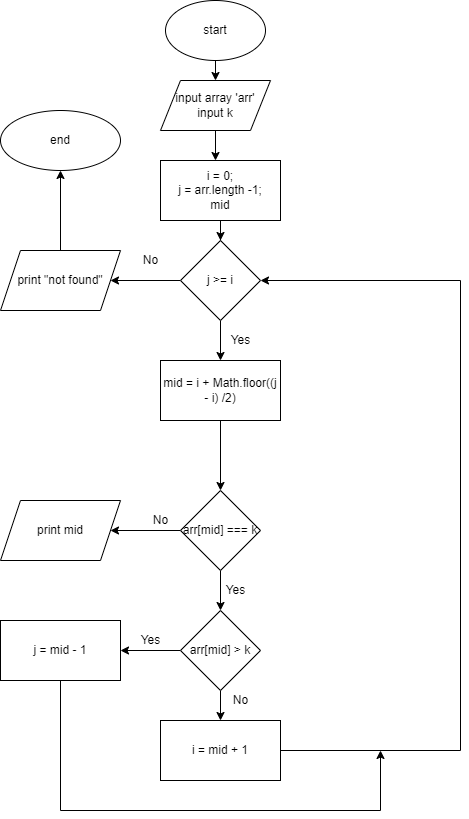 start
input array 'arr'
input k
end
i = 0;
j = arr.length -1;
mid
No
print "not found"
j >= i
Yes
mid = i + Math.floor((j
- i) /2)
No
print mid
arr[mid] === k
Yes
Yes
j = mid - 1
arr[mid] > k
No
i = mid + 1